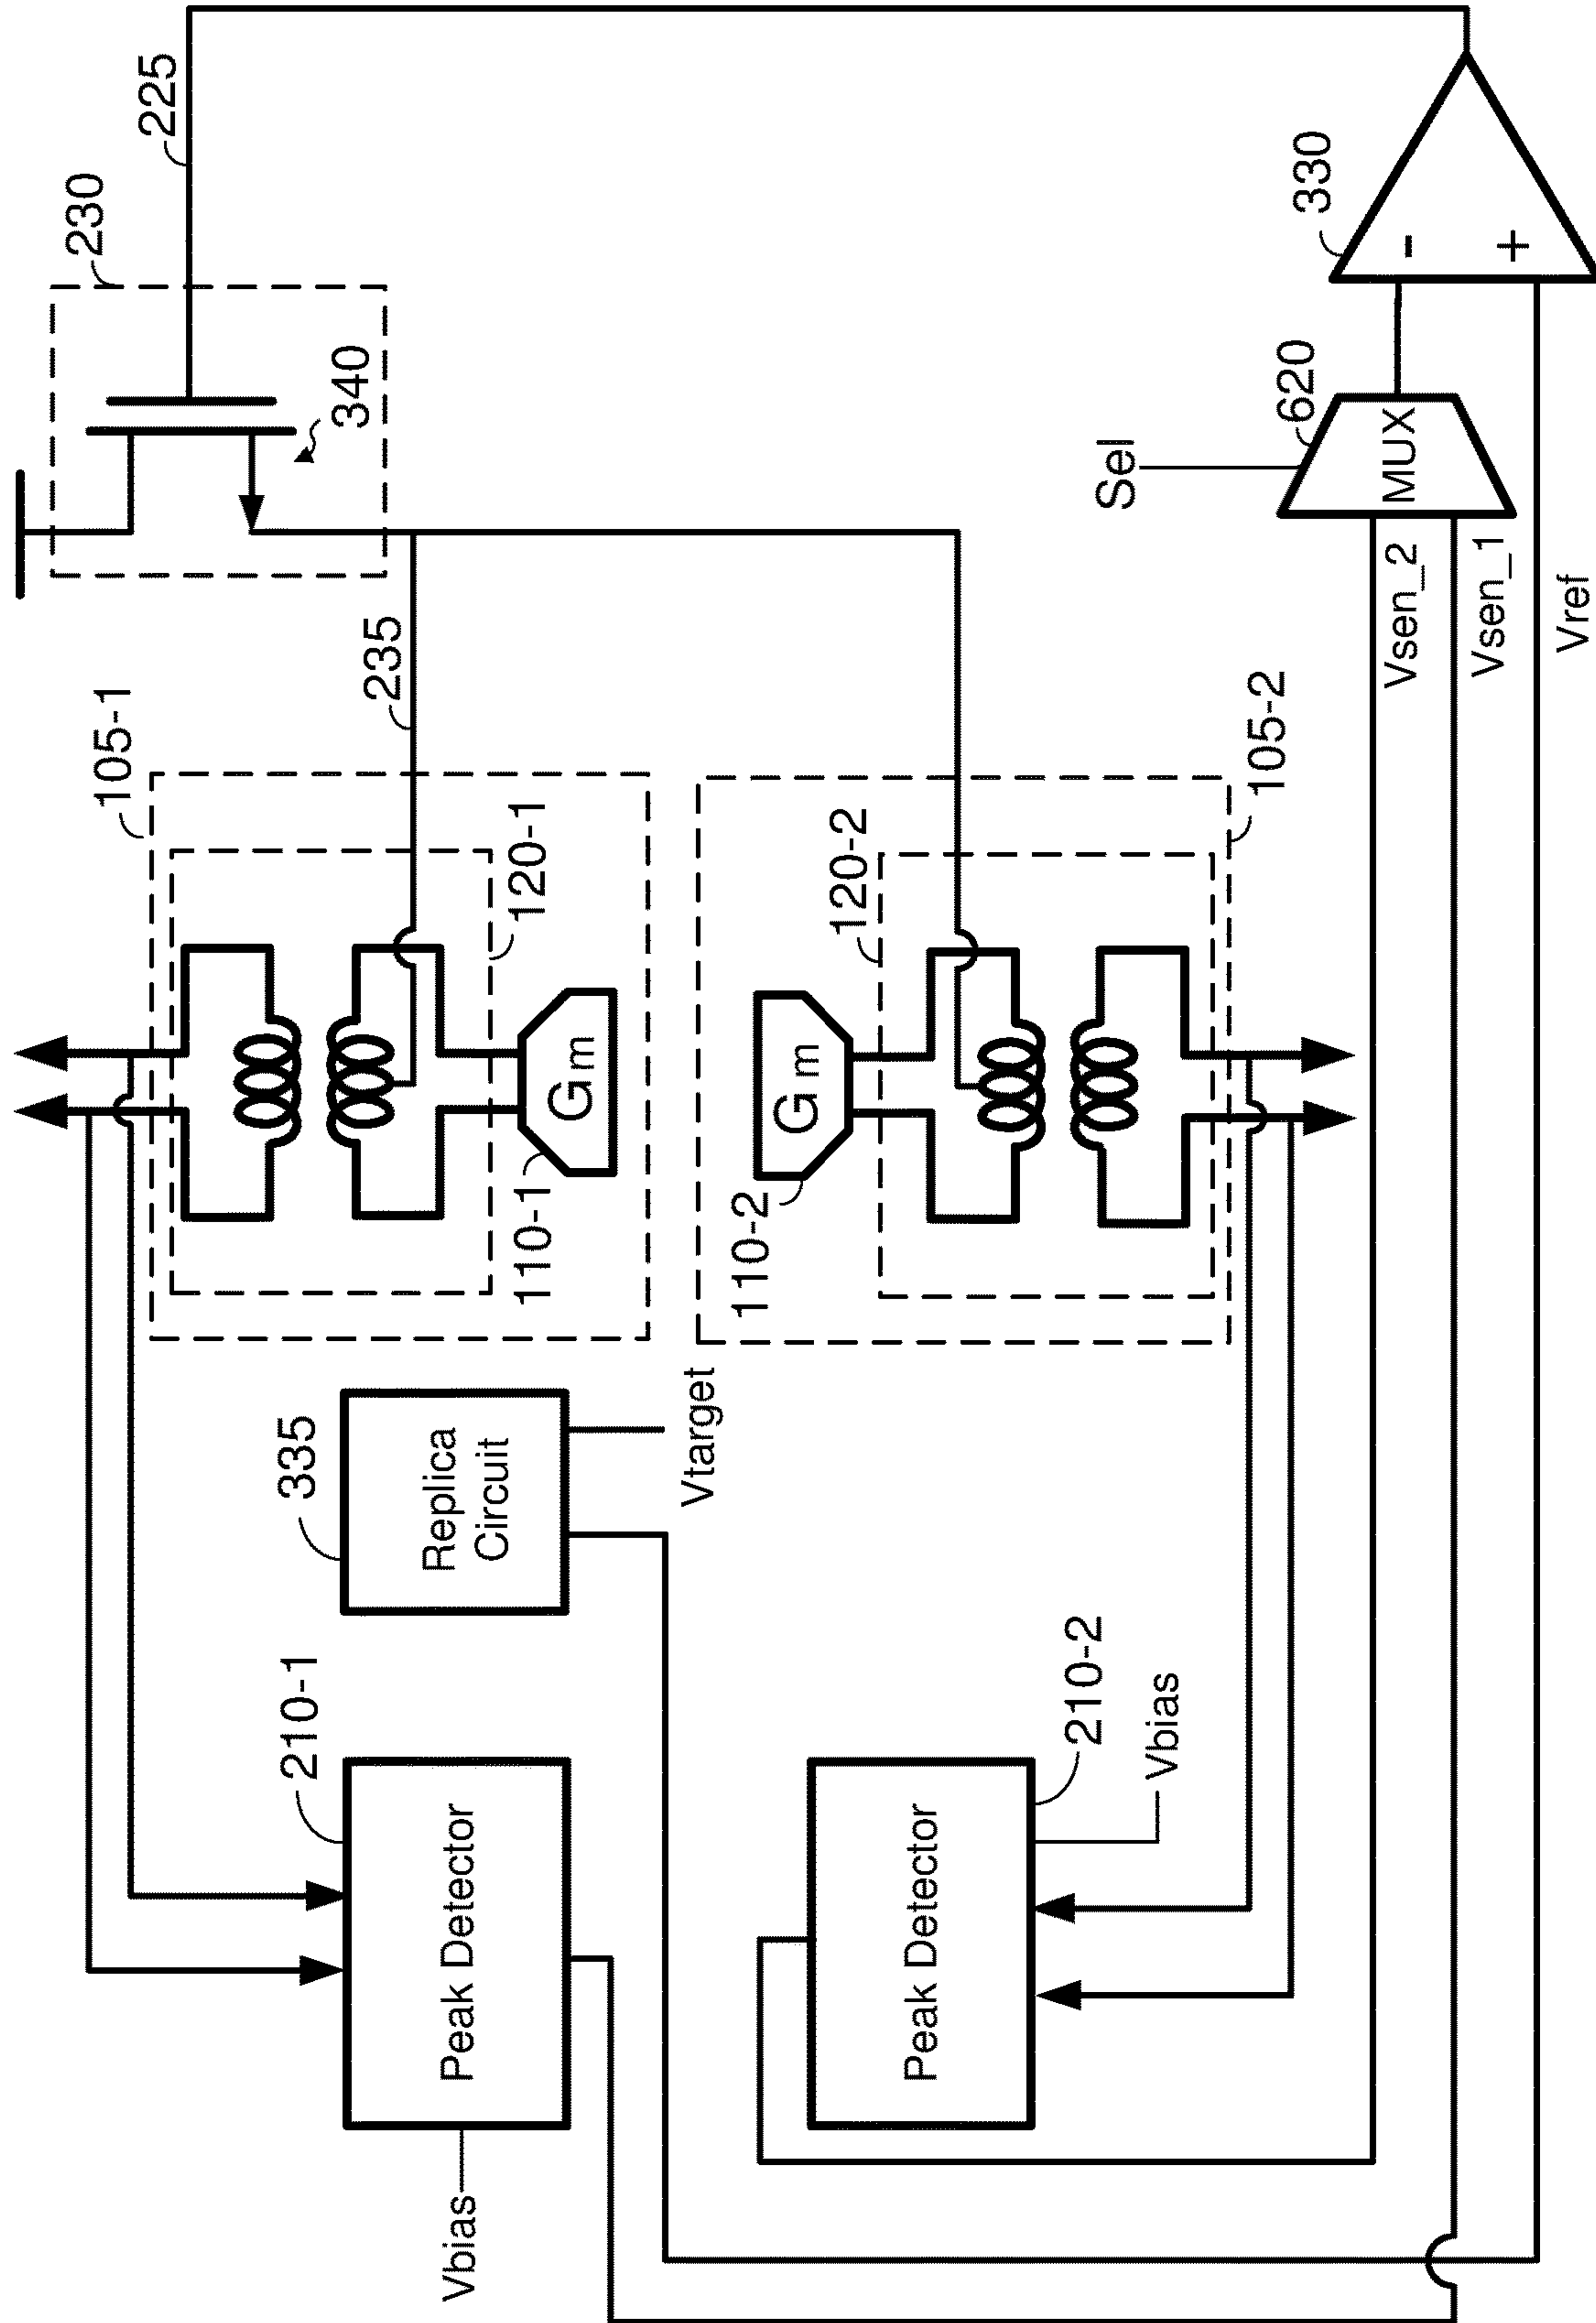 225
230
340
235
105-1
120-1
Gm
110-1
335
Replica
Circuit
Vtarget
210-1
Peak Detector
Vbias
330
-
+
620
Sel
MUX
Vsen_2
Vsen_1
Vref
105-2
120-2
Gm
110-2
210-2
Vbias
Peak Detector